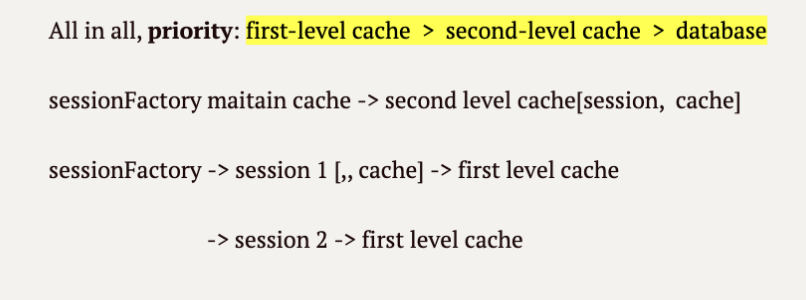 All in all, priority: first-level cache > second-level cache > database
sessionFactory maitain cache -> second level cache[session, cache]
sessionFactory -> session 1 [,, cache] -> first level cache
-> session 2 -> first level cache